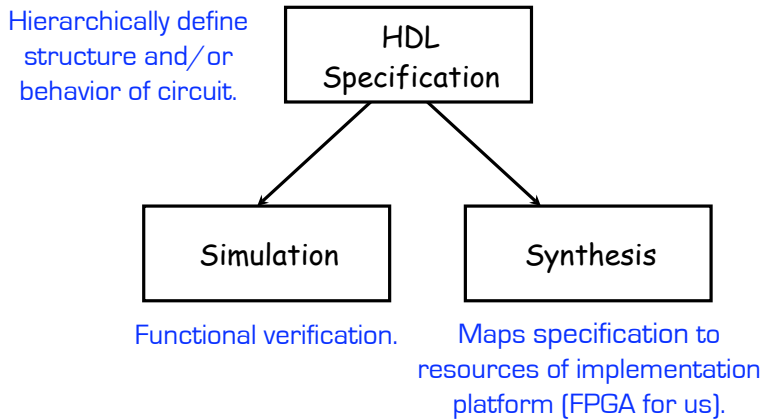 Hierarchically define
structure and/or
behavior of circuit.
HDL
Specification
Simulation
Synthesis
Functional verification.
Maps specification to
resources of implementation
platform (FPGA for us).